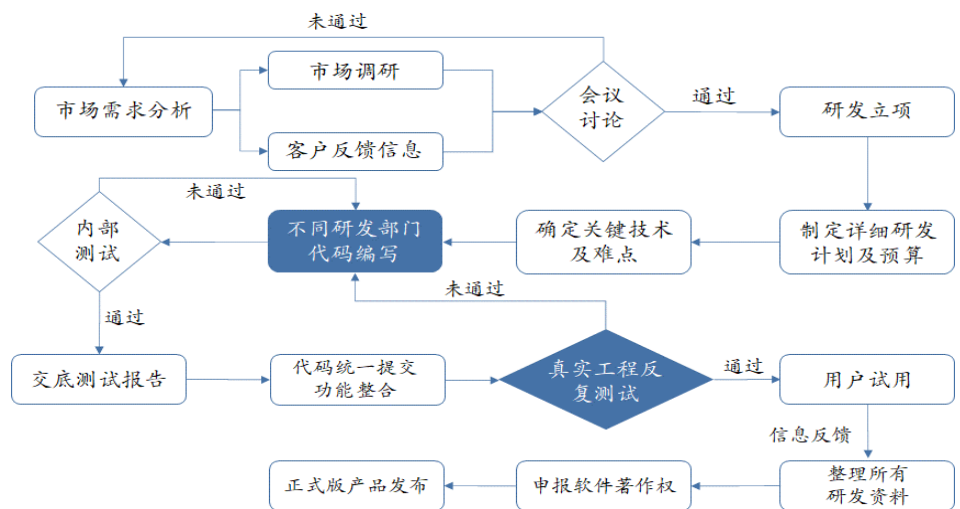 未通过
市场调研
市场需求分析
会议
讨论
通过
研发立项
客户反馈信息
未通过
内部
测试
不同研发部门
代码编写
确定关键技术
及难点
制定详细研发
计划及预算
未通过
通过
交底测试报告
代码统一提交
功能整合
真实工程反
复测试
通过
用户试用
信息反馈
正式版产品发布
申报软件著作权
整理所有
研发资料